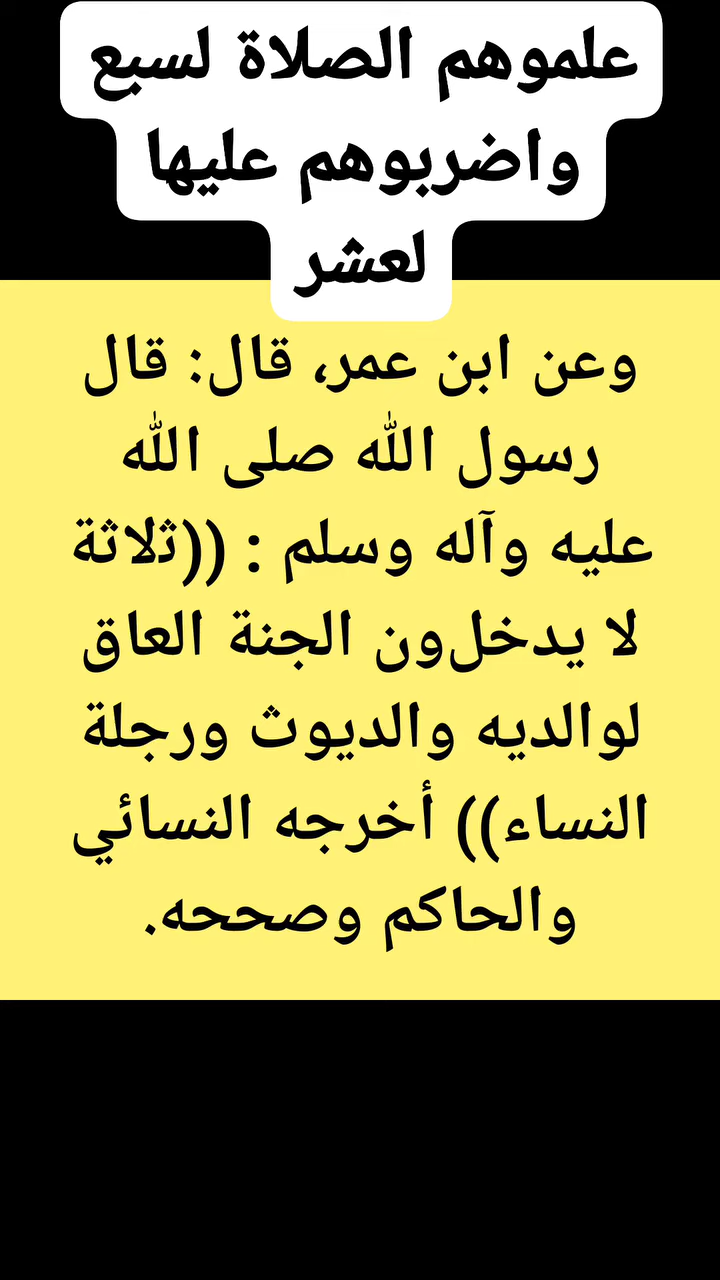 علموهم الصلاة لسبع
واضربوهم عليها
لعشر
وعن ابن عمر، قال: قال
رسول الله صلى الله
عليه وآله وسلم : ((ثلاثة
لا يدخلون الجنة العاق
لوالديه والديوث ورجلة
النساء)) أخرجه النسائي
والحاكم وصححه.